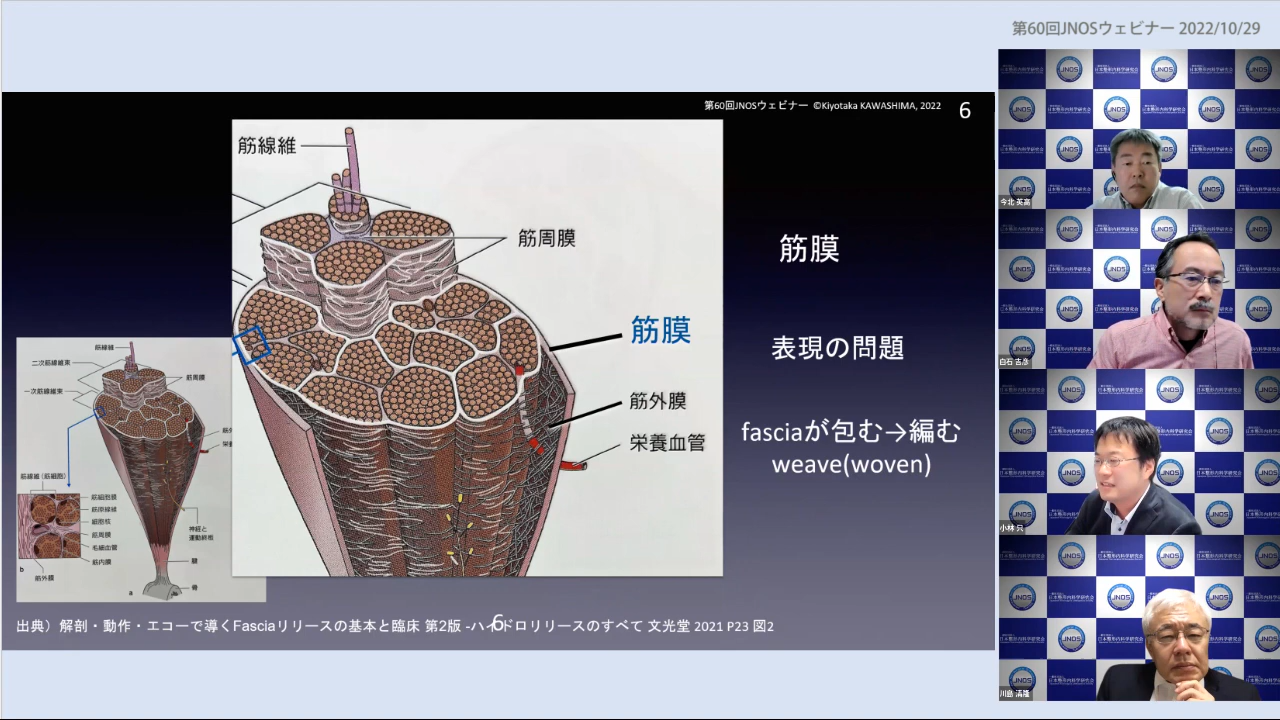 第60回JNOSウェビナー 2022/10/29
第60回JNOSウェビナー ©Kiyotaka KAWASHIMA, 2022
6
筋線維
筋周膜
筋膜
筋外膜
栄養血管
筋膜
表現の問題
fasciaが包む→編む
weave(woven)
筋線維
二次筋線維束
筋周膜
一次筋線維束
筋線維(筋細胞)
筋細胞膜
筋原線維
細胞核
筋周膜
毛細血管
筋内膜
b
筋外膜
神経と
運動終板
腱
骨
a
出典）解剖・動作・エコーで導くFasciaリリースの基本と臨床 第2版 -ハイドロリリースのすべて 文光堂 2021 P23 図2
6
今北 英高
JNOS
白石 吉彦
JNOS
小林 只
JNOS
川島 清隆
JNOS